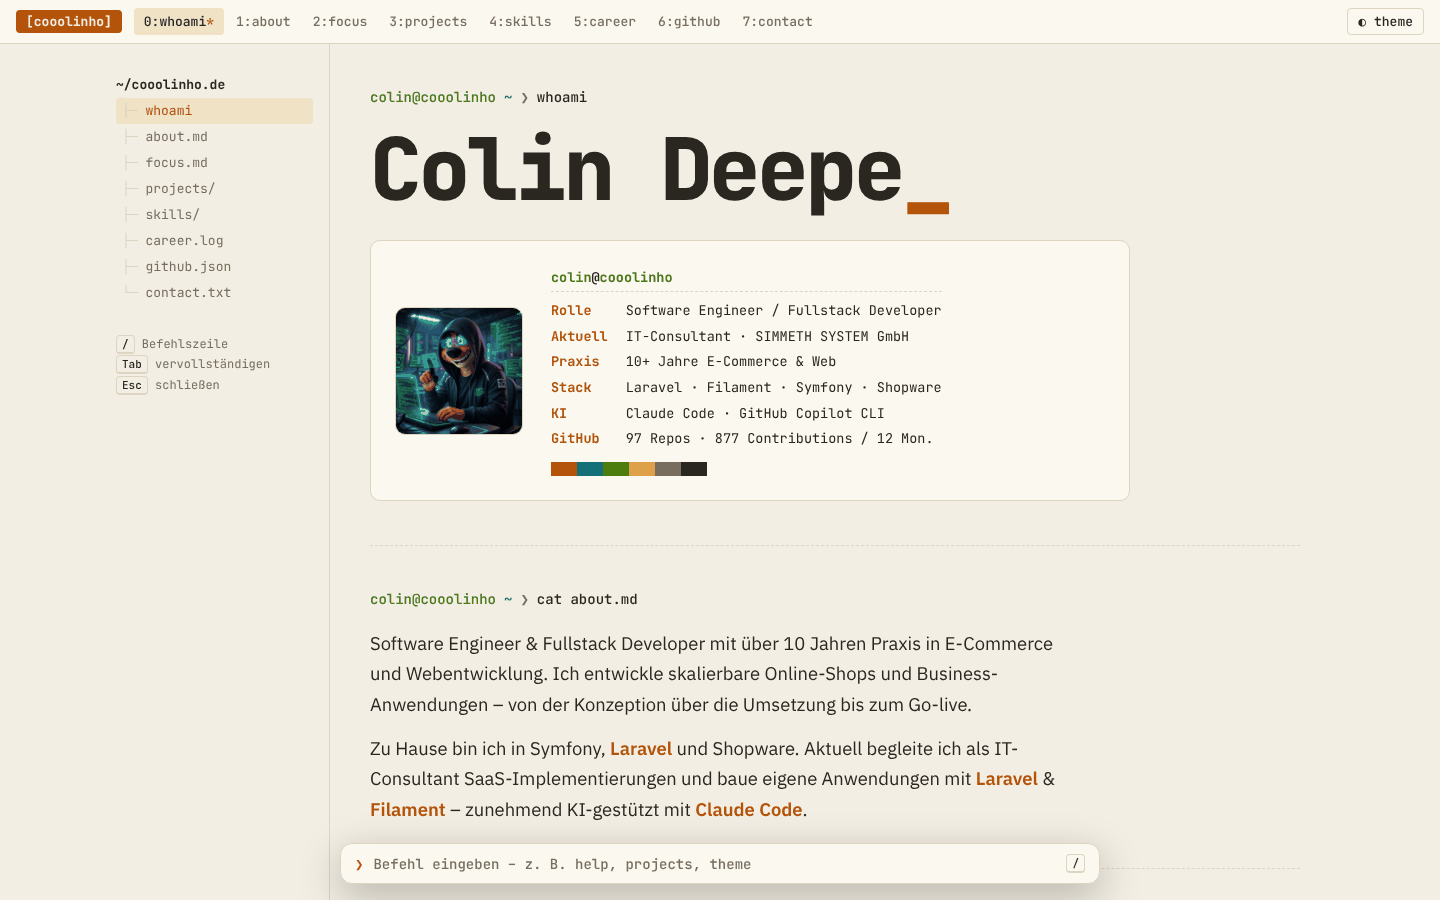 [cooolinho] 0:whoami* 1:about 2:focus 3:projects 4:skills 5:career 6:github 7:contact ◐ theme
~/cooolinho.de
├─ whoami
├─ about.md
├─ focus.md
├─ projects/
├─ skills/
├─ career.log
├─ github.json
└─ contact.txt
/ Befehlszeile
Tab vervollständigen
Esc schließen
colin@cooolinho ~ ❯ whoami
Colin Deepe_
colin@cooolinho
Rolle Software Engineer / Fullstack Developer
Aktuell IT-Consultant · SIMMETH SYSTEM GmbH
Praxis 10+ Jahre E-Commerce & Web
Stack Laravel · Filament · Symfony · Shopware
KI Claude Code · GitHub Copilot CLI
GitHub 97 Repos · 877 Contributions / 12 Mon.
colin@cooolinho ~ ❯ cat about.md
Software Engineer & Fullstack Developer mit über 10 Jahren Praxis in E-Commerce
und Webentwicklung. Ich entwickle skalierbare Online-Shops und Business-
Anwendungen – von der Konzeption über die Umsetzung bis zum Go-live.
Zu Hause bin ich in Symfony, Laravel und Shopware. Aktuell begleite ich als IT-
Consultant SaaS-Implementierungen und baue eigene Anwendungen mit Laravel &
Filament – zunehmend KI-gestützt mit Claude Code.
❯ Befehl eingeben – z. B. help, projects, theme /